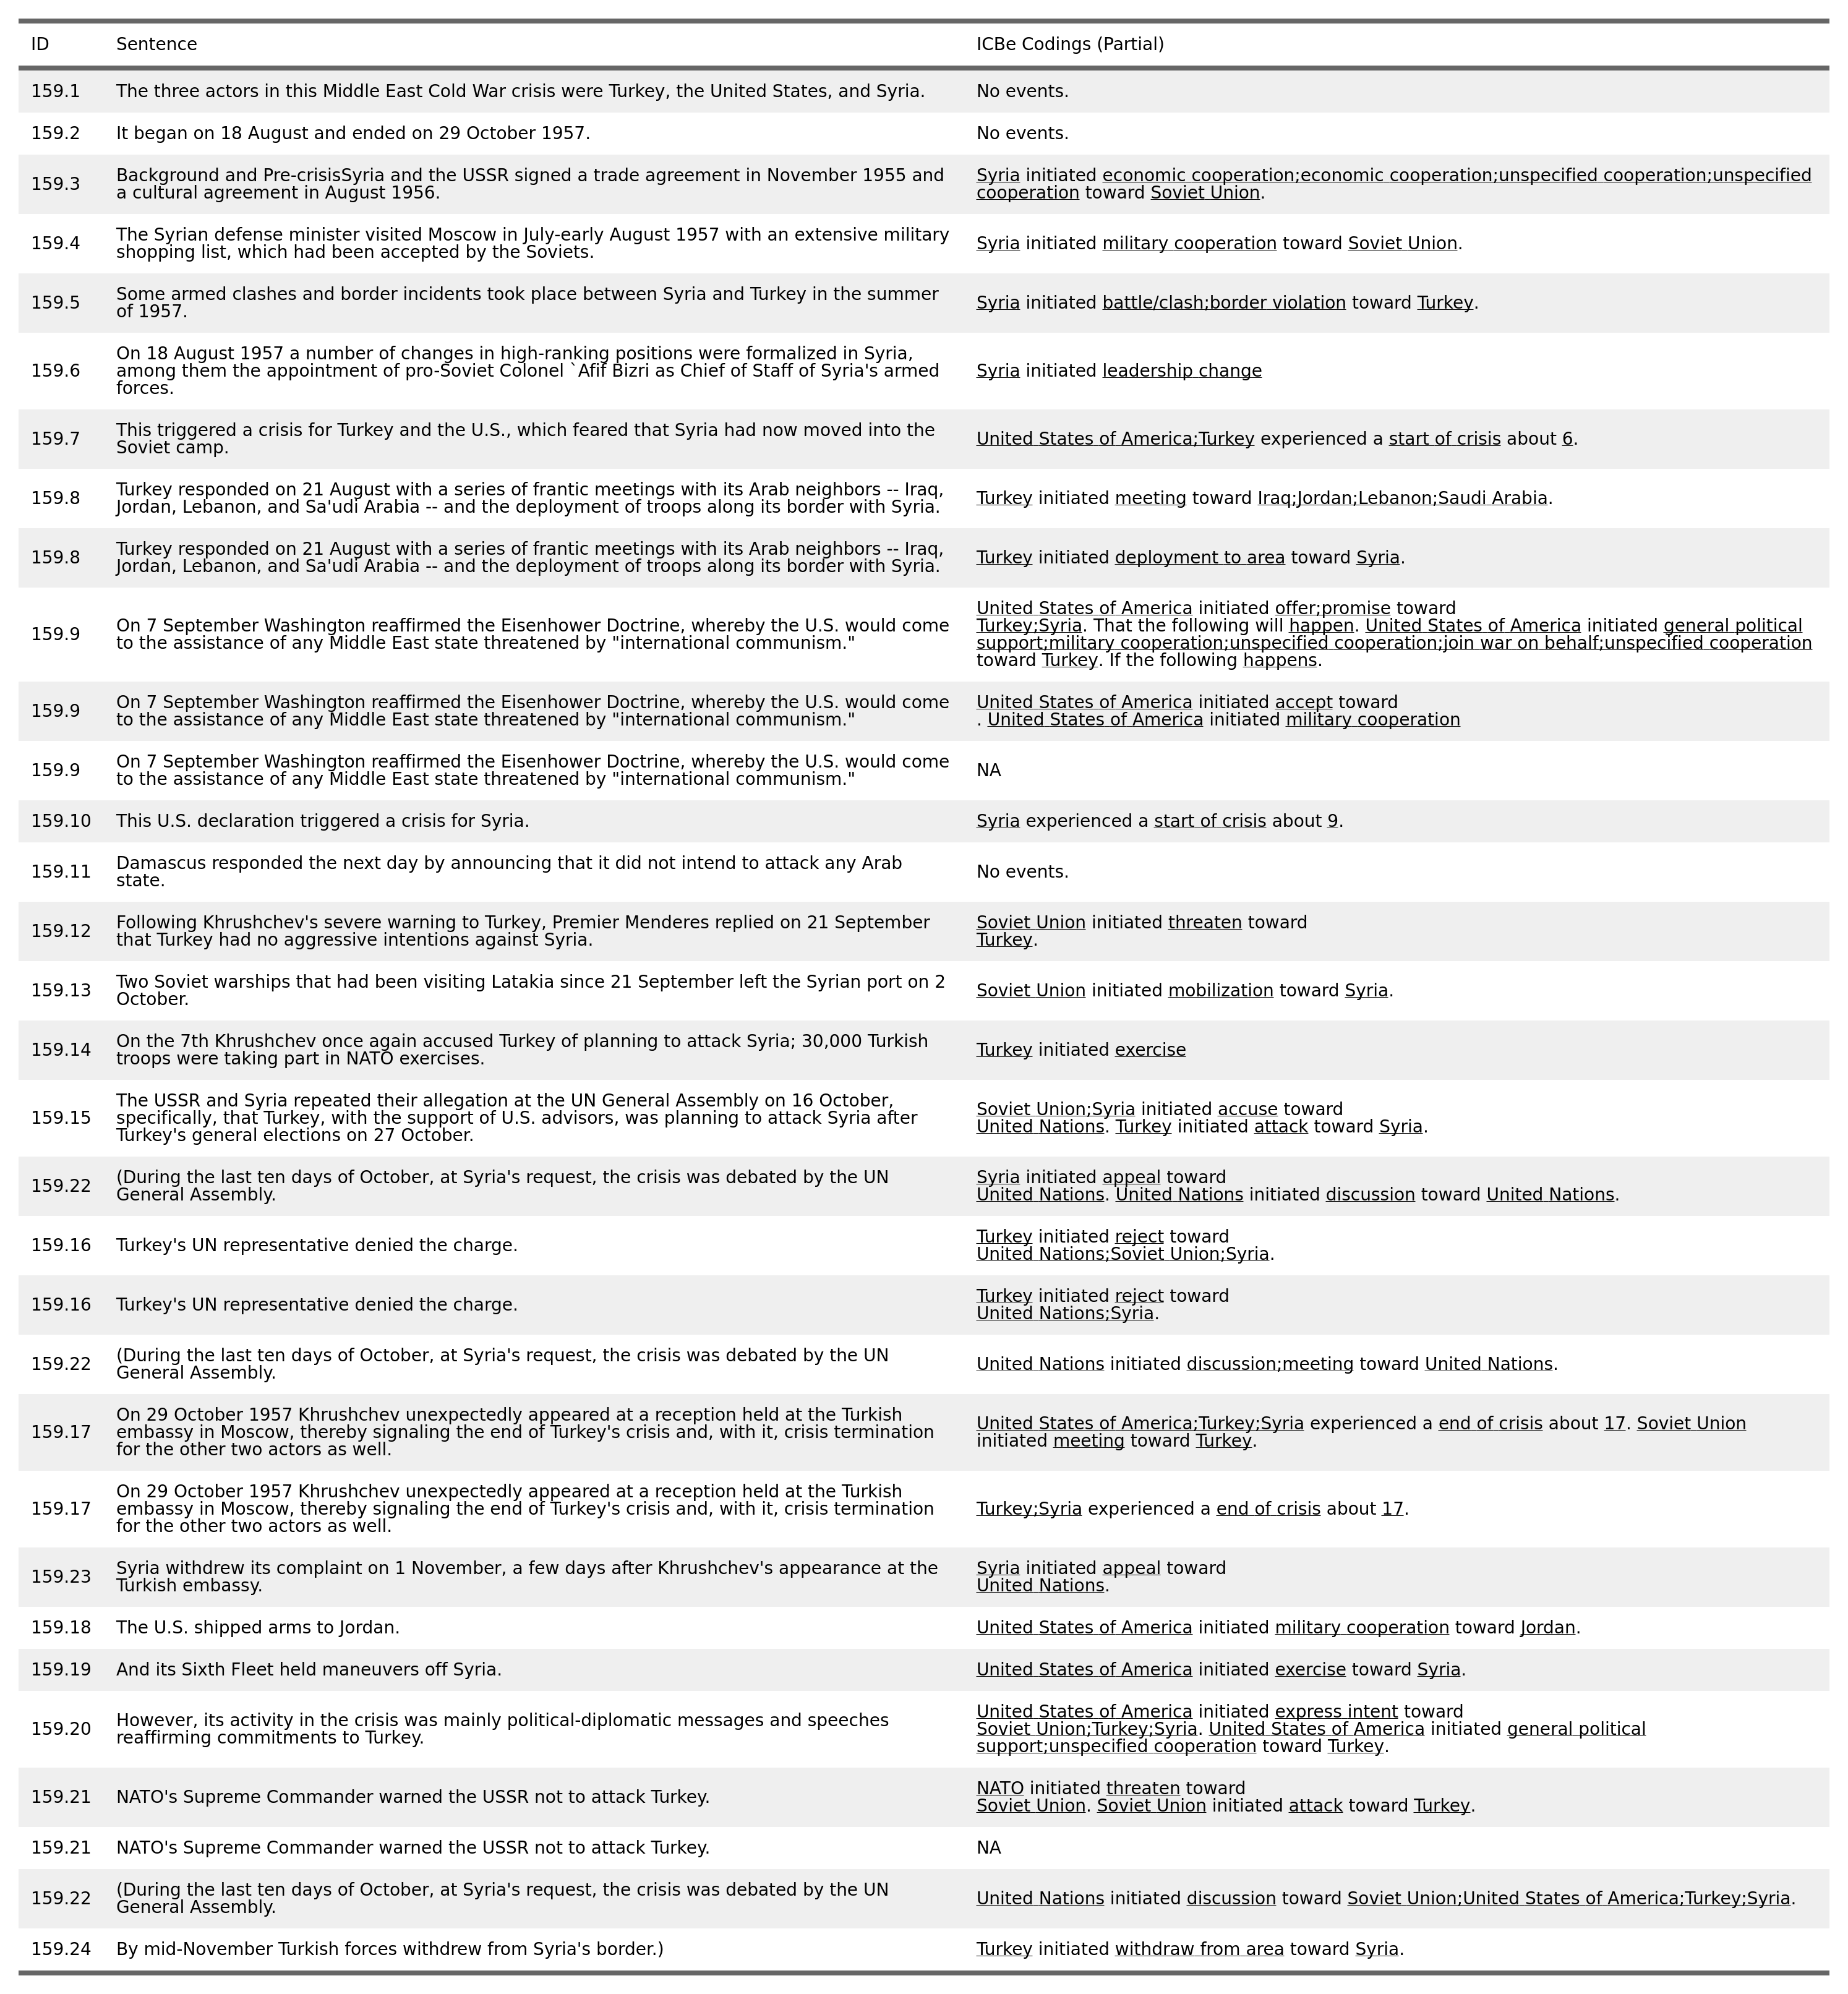 ID Sentence ICBe Codings (Partial)
159.1 The three actors in this Middle East Cold War crisis were Turkey, the United States, and Syria. No events.
159.2 It began on 18 August and ended on 29 October 1957. No events.
159.3 Background and Pre-crisisSyria and the USSR signed a trade agreement in November 1955 and
a cultural agreement in August 1956.
Syria initiated economic cooperation;economic cooperation;unspecified cooperation;unspecified
cooperation toward Soviet Union.
159.4 The Syrian defense minister visited Moscow in July-early August 1957 with an extensive military
shopping list, which had been accepted by the Soviets.
Syria initiated military cooperation toward Soviet Union.
159.5 Some armed clashes and border incidents took place between Syria and Turkey in the summer
of 1957.
Syria initiated battle/clash;border violation toward Turkey.
159.6 On 18 August 1957 a number of changes in high-ranking positions were formalized in Syria,
among them the appointment of pro-Soviet Colonel `Afif Bizri as Chief of Staff of Syria's armed
forces.
Syria initiated leadership change
159.7 This triggered a crisis for Turkey and the U.S., which feared that Syria had now moved into the
Soviet camp.
United States of America;Turkey experienced a start of crisis about 6.
159.8 Turkey responded on 21 August with a series of frantic meetings with its Arab neighbors -- Iraq,
Jordan, Lebanon, and Sa'udi Arabia -- and the deployment of troops along its border with Syria.
Turkey initiated meeting toward Iraq;Jordan;Lebanon;Saudi Arabia.
159.8 Turkey responded on 21 August with a series of frantic meetings with its Arab neighbors -- Iraq,
Jordan, Lebanon, and Sa'udi Arabia -- and the deployment of troops along its border with Syria.
Turkey initiated deployment to area toward Syria.
159.9 On 7 September Washington reaffirmed the Eisenhower Doctrine, whereby the U.S. would come
to the assistance of any Middle East state threatened by "international communism."
United States of America initiated offer;promise toward
Turkey;Syria. That the following will happen. United States of America initiated general political
support;military cooperation;unspecified cooperation;join war on behalf;unspecified cooperation
toward Turkey. If the following happens.
159.9 On 7 September Washington reaffirmed the Eisenhower Doctrine, whereby the U.S. would come
to the assistance of any Middle East state threatened by "international communism."
United States of America initiated accept toward
. United States of America initiated military cooperation
159.9 On 7 September Washington reaffirmed the Eisenhower Doctrine, whereby the U.S. would come
to the assistance of any Middle East state threatened by "international communism."
NA
159.10 This U.S. declaration triggered a crisis for Syria. Syria experienced a start of crisis about 9.
159.11 Damascus responded the next day by announcing that it did not intend to attack any Arab
state.
No events.
159.12 Following Khrushchev's severe warning to Turkey, Premier Menderes replied on 21 September
that Turkey had no aggressive intentions against Syria.
Soviet Union initiated threaten toward
Turkey.
159.13 Two Soviet warships that had been visiting Latakia since 21 September left the Syrian port on 2
October.
Soviet Union initiated mobilization toward Syria.
159.14 On the 7th Khrushchev once again accused Turkey of planning to attack Syria; 30,000 Turkish
troops were taking part in NATO exercises.
Turkey initiated exercise
159.15 The USSR and Syria repeated their allegation at the UN General Assembly on 16 October,
specifically, that Turkey, with the support of U.S. advisors, was planning to attack Syria after
Turkey's general elections on 27 October.
Soviet Union;Syria initiated accuse toward
United Nations. Turkey initiated attack toward Syria.
159.22 (During the last ten days of October, at Syria's request, the crisis was debated by the UN
General Assembly.
Syria initiated appeal toward
United Nations. United Nations initiated discussion toward United Nations.
159.16 Turkey's UN representative denied the charge.
Turkey initiated reject toward
United Nations;Soviet Union;Syria.
159.16 Turkey's UN representative denied the charge.
Turkey initiated reject toward
United Nations;Syria.
159.22 (During the last ten days of October, at Syria's request, the crisis was debated by the UN
General Assembly.
United Nations initiated discussion;meeting toward United Nations.
159.17 On 29 October 1957 Khrushchev unexpectedly appeared at a reception held at the Turkish
embassy in Moscow, thereby signaling the end of Turkey's crisis and, with it, crisis termination
for the other two actors as well.
United States of America;Turkey;Syria experienced a end of crisis about 17. Soviet Union
initiated meeting toward Turkey.
159.17 On 29 October 1957 Khrushchev unexpectedly appeared at a reception held at the Turkish
embassy in Moscow, thereby signaling the end of Turkey's crisis and, with it, crisis termination
for the other two actors as well.
Turkey;Syria experienced a end of crisis about 17.
159.23 Syria withdrew its complaint on 1 November, a few days after Khrushchev's appearance at the
Turkish embassy.
Syria initiated appeal toward
United Nations.
159.18 The U.S. shipped arms to Jordan. United States of America initiated military cooperation toward Jordan.
159.19 And its Sixth Fleet held maneuvers off Syria. United States of America initiated exercise toward Syria.
159.20 However, its activity in the crisis was mainly political-diplomatic messages and speeches
reaffirming commitments to Turkey.
United States of America initiated express intent toward
Soviet Union;Turkey;Syria. United States of America initiated general political
support;unspecified cooperation toward Turkey.
159.21 NATO's Supreme Commander warned the USSR not to attack Turkey.
NATO initiated threaten toward
Soviet Union. Soviet Union initiated attack toward Turkey.
159.21 NATO's Supreme Commander warned the USSR not to attack Turkey. NA
159.22 (During the last ten days of October, at Syria's request, the crisis was debated by the UN
General Assembly.
United Nations initiated discussion toward Soviet Union;United States of America;Turkey;Syria.
159.24 By mid-November Turkish forces withdrew from Syria's border.) Turkey initiated withdraw from area toward Syria.